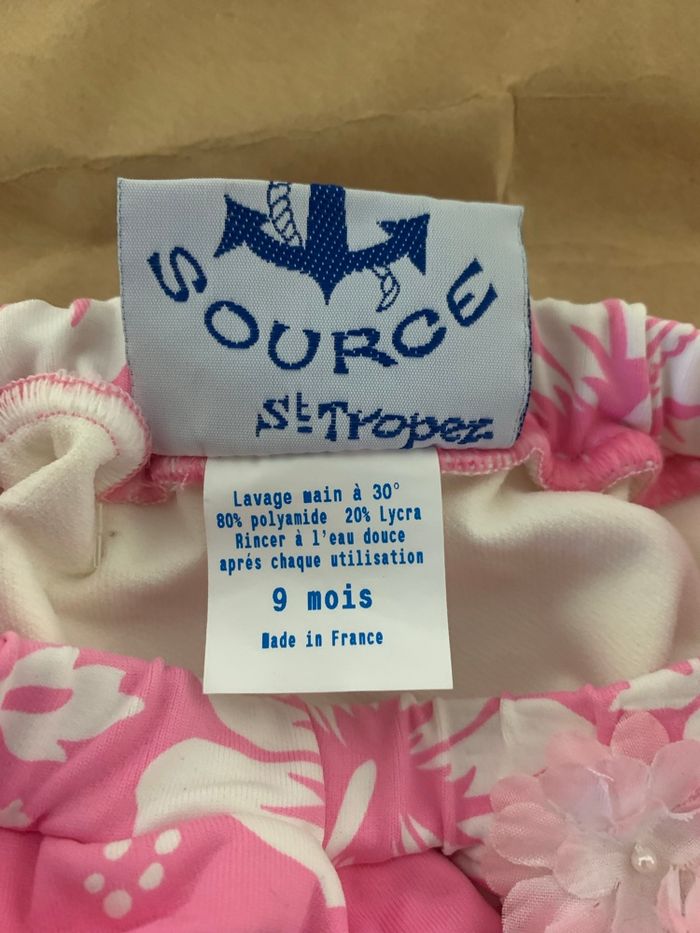 SOURCE
St Tropez
Lavage main à 30°
80% polyamide 20% Lycra
Rincer à l'eau douce
aprés chaque utilisation
9 mois
Made in France